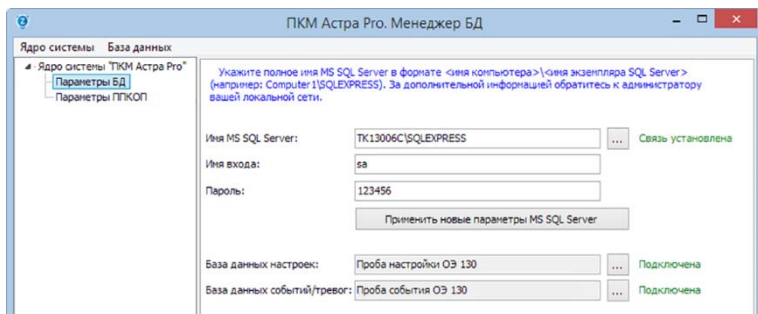 ПКМ Астра Pro. Менеджер БД
Ядро системы База данных
Ядро системы "ПКМ Астра Pro"
Параметры БД
Параметры ППКОП
Укажите полное имя MS SQL Server в формате <имя компьютера>\<имя экземпляра SQL Server>
(например: Computer1\SQLEXPRESS). За дополнительной информацией обратитесь к администратору
вашей локальной сети.
Имя MS SQL Server: TK13006C\SQLEXPRESS ... Связь установлена
Имя входа: sa
Пароль: 123456
Применить новые параметры MS SQL Server
База данных настроек: Проба настройки ОЭ 130 ... Подключена
База данных событий/тревог: Проба события ОЭ 130 ... Подключена